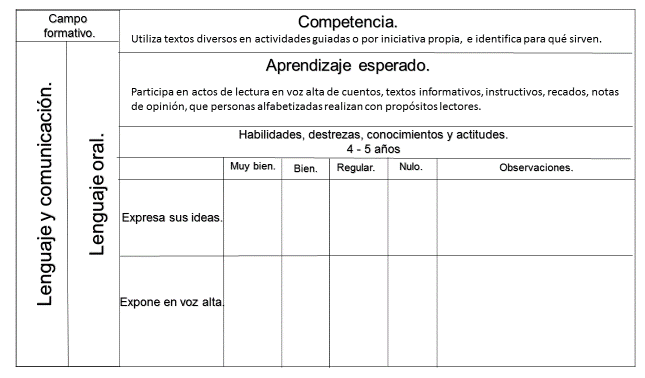 Campo
formativo.
Competencia.
Utiliza textos diversos en actividades guiadas o por iniciativa propia, e identifica para qué sirven.
Lenguaje y comunicación.
Lenguaje oral.
Aprendizaje esperado.
Participa en actos de lectura en voz alta de cuentos, textos informativos, instructivos, recados, notas
de opinión, que personas alfabetizadas realizan con propósitos lectores.
Habilidades, destrezas, conocimientos y actitudes.
4 - 5 años
Muy bien. Bien. Regular. Nulo. Observaciones.
Expresa sus ideas.
Expone en voz alta.